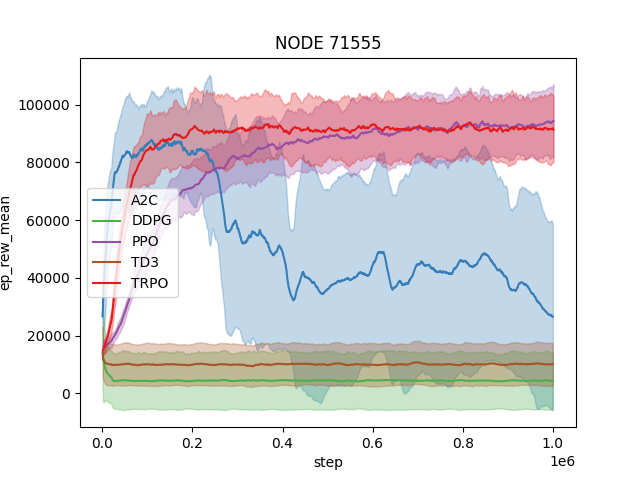 NODE 71555
ep_rew_mean
100000
80000
60000
40000
20000
0
A2C
DDPG
PPO
TD3
TRPO
0.0 0.2 0.4 0.6 0.8 1.0
step
1e6